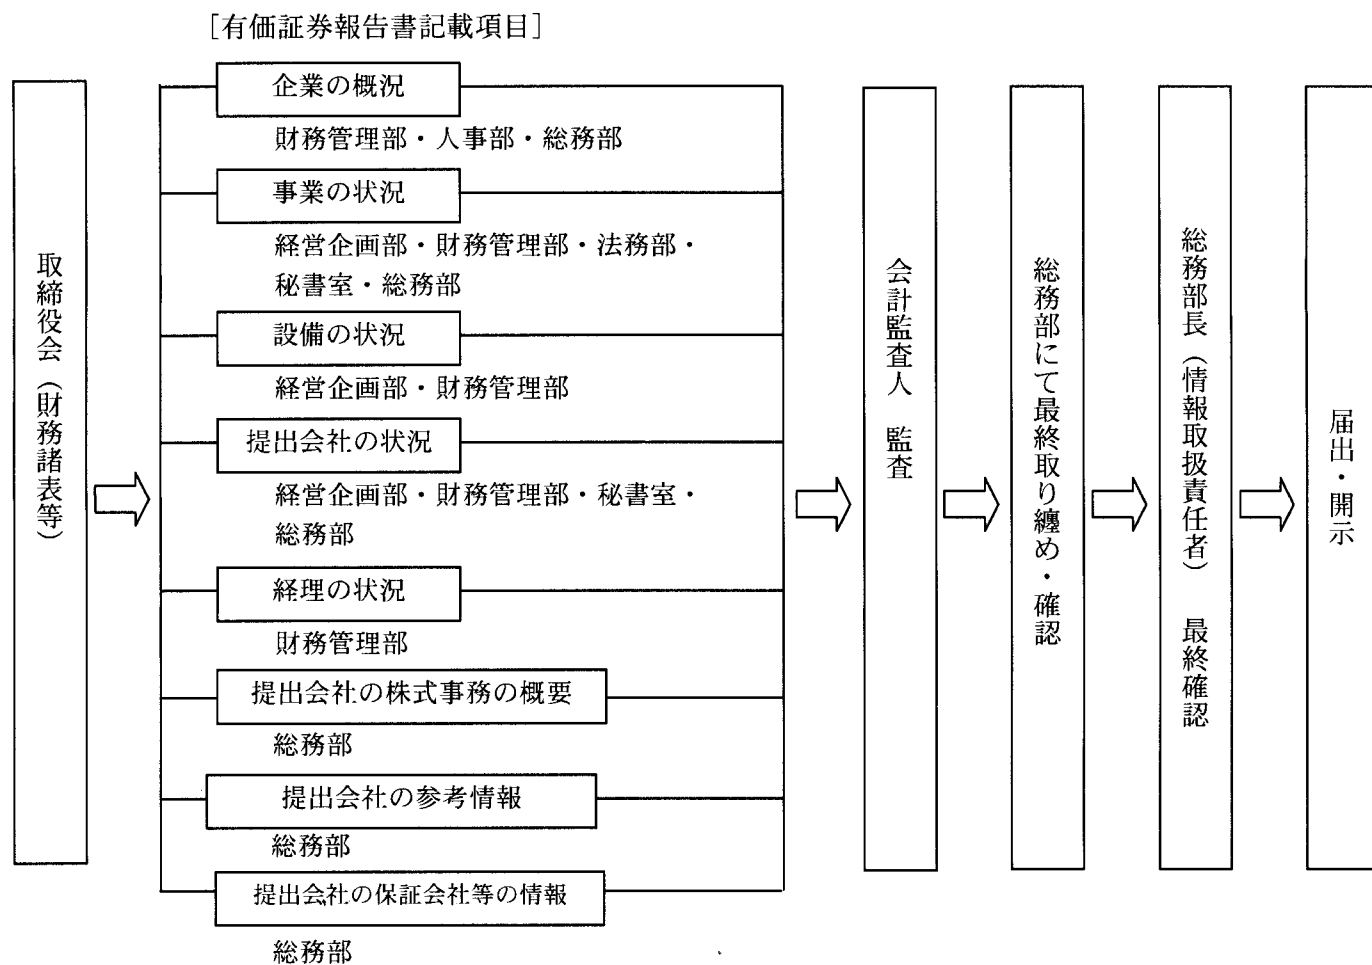 ［有価証券報告書記載項目］
取締役会（財務諸表等）
企業の概況
財務管理部・人事部・総務部
事業の状況
経営企画部・財務管理部・法務部・
秘書室・総務部
設備の状況
経営企画部・財務管理部
提出会社の状況
経営企画部・財務管理部・秘書室・
総務部
経理の状況
財務管理部
提出会社の株式事務の概要
総務部
提出会社の参考情報
総務部
提出会社の保証会社等の情報
総務部
会計監査人　監査
総務部にて最終取り纏め・確認
総務部長（情報取扱責任者）　最終確認
届出・開示